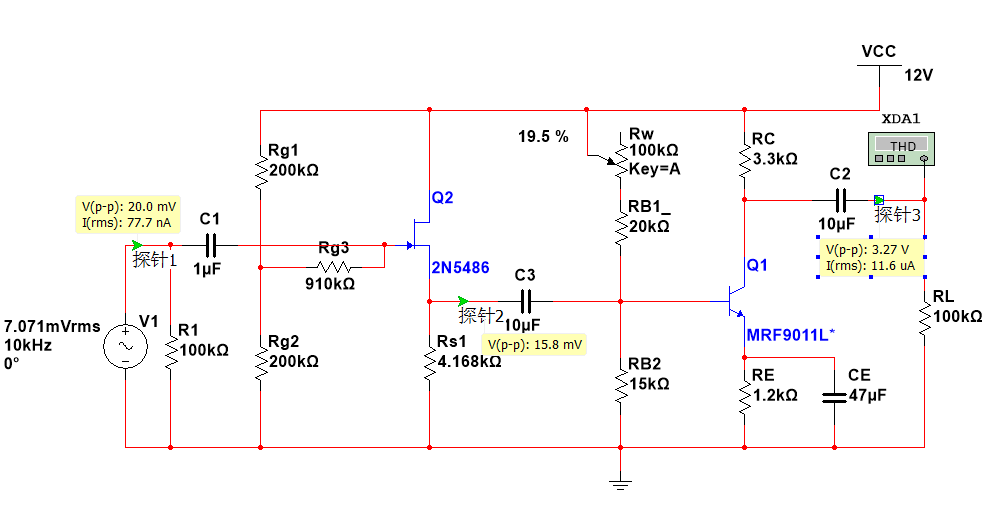 VCC
12V
XDA1
THD
19.5 %
Rw
100kΩ
Key=A
RC
3.3kΩ
Rg1
200kΩ
C2
10µF
探针3
Q2
V(p-p): 20.0 mV
I(rms): 77.7 nA
C1
1µF
探针1
RB1_
20kΩ
V(p-p): 3.27 V
I(rms): 11.6 uA
Rg3
910kΩ
2N5486
Q1
C3
10µF
探针2
RL
100kΩ
7.071mVrms
10kHz
0°
V1
R1
100kΩ
Rg2
200kΩ
Rs1
4.168kΩ
V(p-p): 15.8 mV
MRF9011L*
RB2
15kΩ
RE
1.2kΩ
CE
47µF